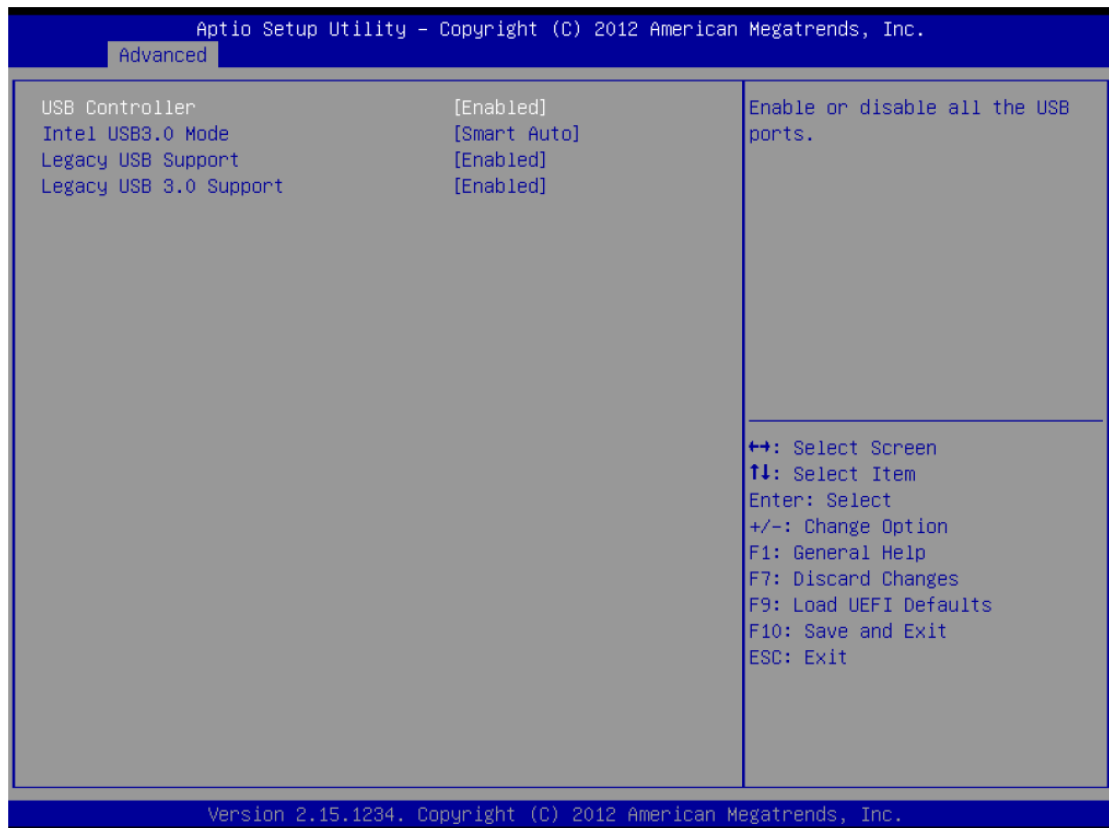 Aptio Setup Utility – Copyright (C) 2012 American Megatrends, Inc.
Advanced
USB Controller [Enabled]
Intel USB3.0 Mode [Smart Auto]
Legacy USB Support [Enabled]
Legacy USB 3.0 Support [Enabled]
Enable or disable all the USB
ports.
↔: Select Screen
↑↓: Select Item
Enter: Select
+/-: Change Option
F1: General Help
F7: Discard Changes
F9: Load UEFI Defaults
F10: Save and Exit
ESC: Exit
Version 2.15.1234. Copyright (C) 2012 American Megatrends, Inc.